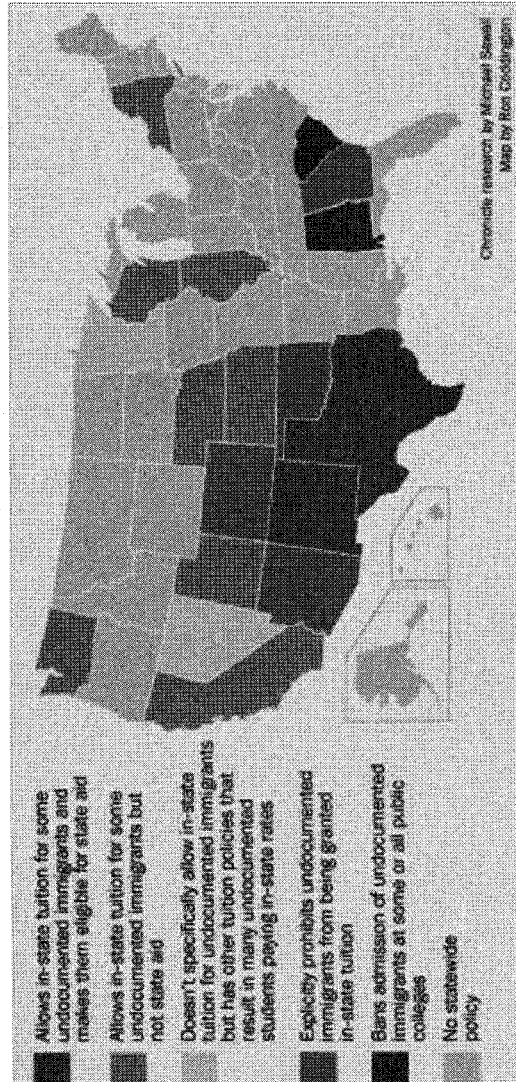 Allows in-state tuition for some
undocumented immigrants and
makes them eligible for state aid
Allows in-state tuition for some
undocumented immigrants but
not state aid
Doesn't specifically allow in-state
tuition for undocumented immigrants
but has other tuition policies that
result in many undocumented
students paying in-state rates
Explicitly prohibits undocumented
immigrants from being granted
in-state tuition
Bans admission of undocumented
immigrants at some or all public
colleges
No statewide
policy
Chronicle research by Michael Sewall
Map by Ron Coddington